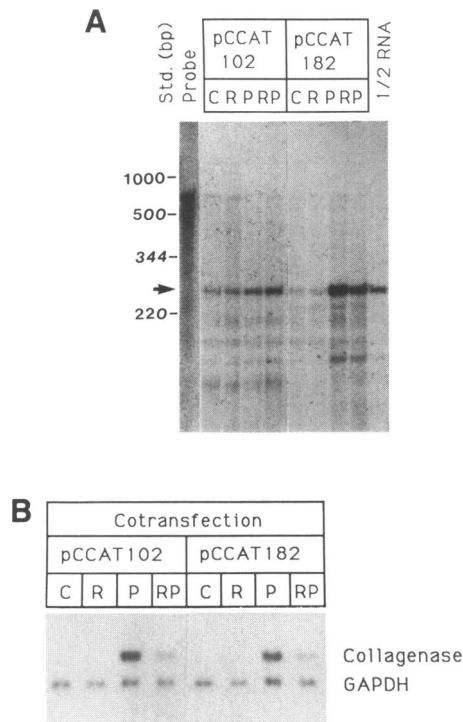 A
Std. (bp)
Probe
pCCAT 102
pCCAT 182
1/2 RNA
C R P RP
C R P RP
1000-
500-
344-
220-
B
Cotransfection
pCCAT102
pCCAT182
C R P RP
C R P RP
Collagenase
GAPDH